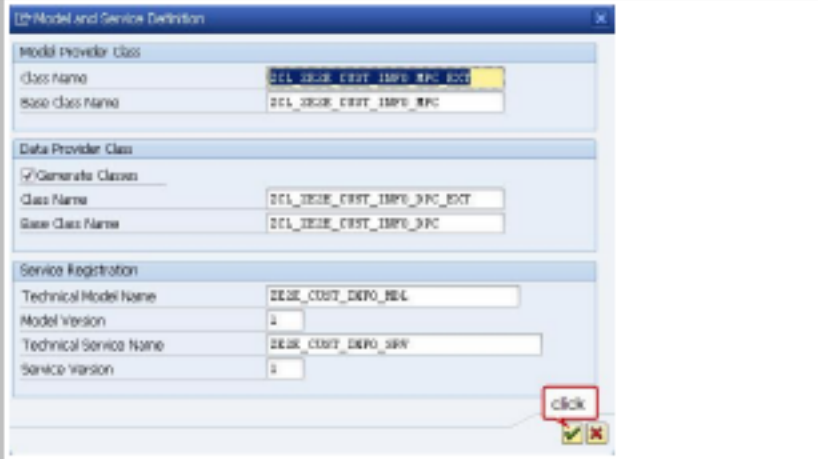 Model and Service Definition
Model Provider Class
Class Name ZCL_ZE2E_CUST_INFO_MPC_EXT
Base Class Name ZCL_ZE2E_CUST_INFO_MPC
Data Provider Class
Generate Classes
Class Name ZCL_ZE2E_CUST_INFO_DPC_EXT
Base Class Name ZCL_ZE2E_CUST_INFO_DPC
Service Registration
Technical Model Name ZE2E_CUST_INFO_MDL
Model Version 1
Technical Service Name ZE2E_CUST_INFO_SRV
Service Version 1
click